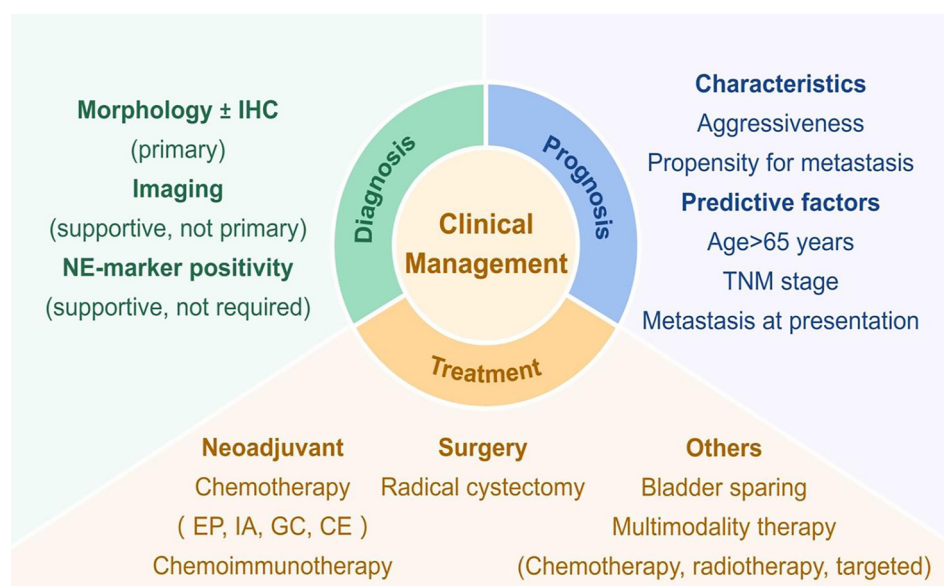 Morphology ± IHC
(primary)
Imaging
(supportive, not primary)
NE-marker positivity
(supportive, not required)
Diagnosis
Clinical
Management
Prognosis
Characteristics
Aggressiveness
Propensity for metastasis
Predictive factors
Age>65 years
TNM stage
Metastasis at presentation
Treatment
Neoadjuvant
Chemotherapy
( EP, IA, GC, CE )
Chemoimmunotherapy
Surgery
Radical cystectomy
Others
Bladder sparing
Multimodality therapy
(Chemotherapy, radiotherapy, targeted)